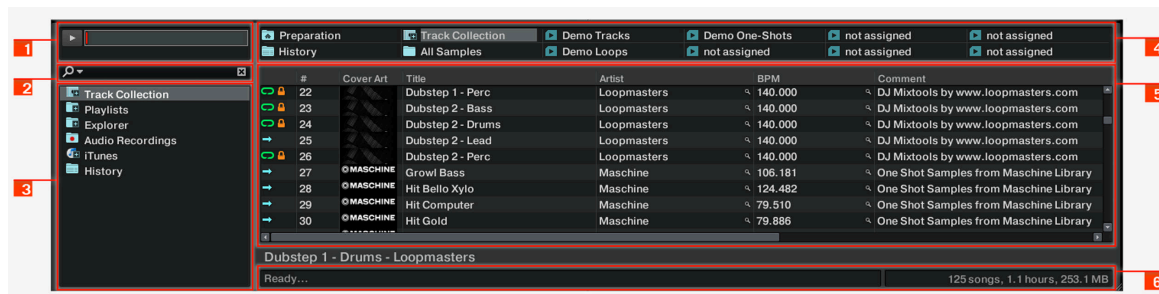 1
2
3
4
5
6
Preparation Track Collection Demo Tracks Demo One-Shots not assigned not assigned
History All Samples Demo Loops not assigned not assigned not assigned
Track Collection
Playlists
Explorer
Audio Recordings
iTunes
History
# Cover Art Title Artist BPM Comment
22 Dubstep 1 - Perc Loopmasters 140.000 DJ Mixtools by www.loopmasters.com
23 Dubstep 2 - Bass Loopmasters 140.000 DJ Mixtools by www.loopmasters.com
24 Dubstep 2 - Drums Loopmasters 140.000 DJ Mixtools by www.loopmasters.com
25 Dubstep 2 - Lead Loopmasters 140.000 DJ Mixtools by www.loopmasters.com
26 Dubstep 2 - Perc Loopmasters 140.000 DJ Mixtools by www.loopmasters.com
27 MASCHINE Growl Bass Maschine 106.181 One Shot Samples from Maschine Library
28 MASCHINE Hit Bello Xylo Maschine 124.482 One Shot Samples from Maschine Library
29 MASCHINE Hit Computer Maschine 79.510 One Shot Samples from Maschine Library
30 MASCHINE Hit Gold Maschine 79.886 One Shot Samples from Maschine Library
Dubstep 1 - Drums - Loopmasters
Ready... 125 songs, 1.1 hours, 253.1 MB